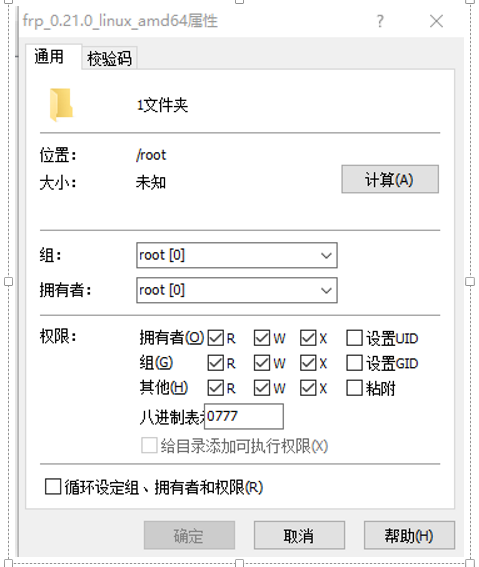 frp_0.21.0_linux_amd64属性
通用 校验码
1文件夹
位置: /root
大小: 未知 计算(A)
组: root [0]
拥有者: root [0]
权限: 拥有者(O) R W X 设置UID
组(G) R W X 设置GID
其他(H) R W X 粘附
八进制表 0777
给目录添加可执行权限(X)
循环设定组、拥有者和权限(R)
确定 取消 帮助(H)